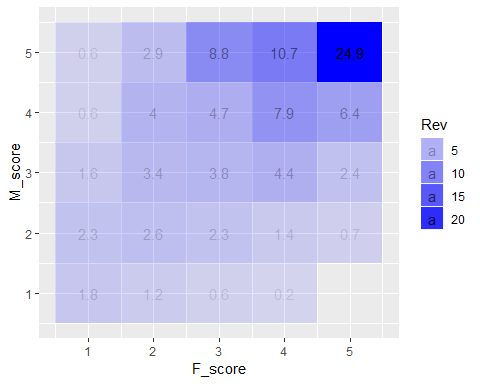 5 0.6 2.9 8.8 10.7 24.9
4 0.6 4 4.7 7.9 6.4
3 1.6 3.4 3.8 4.4 2.4
2 2.3 2.6 2.3 1.4 0.7
1 1.8 1.2 0.6 0.2
1 2 3 4 5
F_score
M_score
Rev
a 5
a 10
a 15
a 20